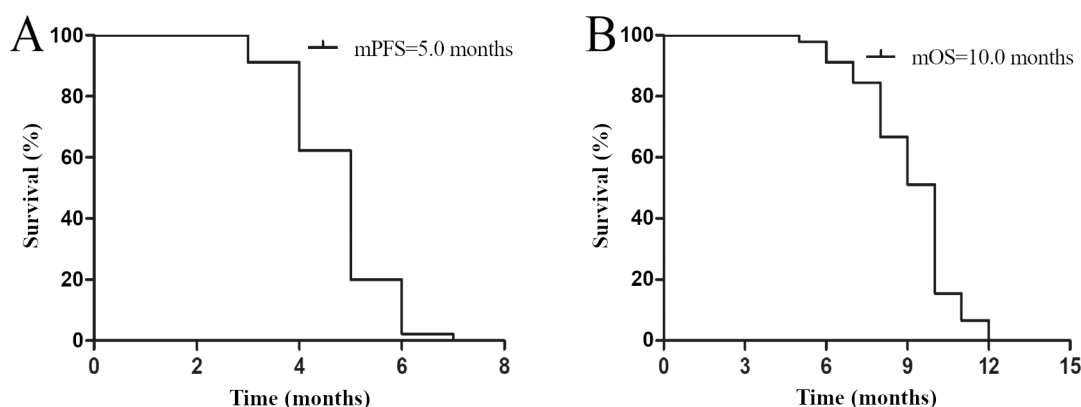 A
mPFS=5.0 months
100
80
60
40
20
0
Survival (%)
0 2 4 6 8
Time (months)
B
mOS=10.0 months
100
80
60
40
20
0
Survival (%)
0 3 6 9 12 15
Time (months)